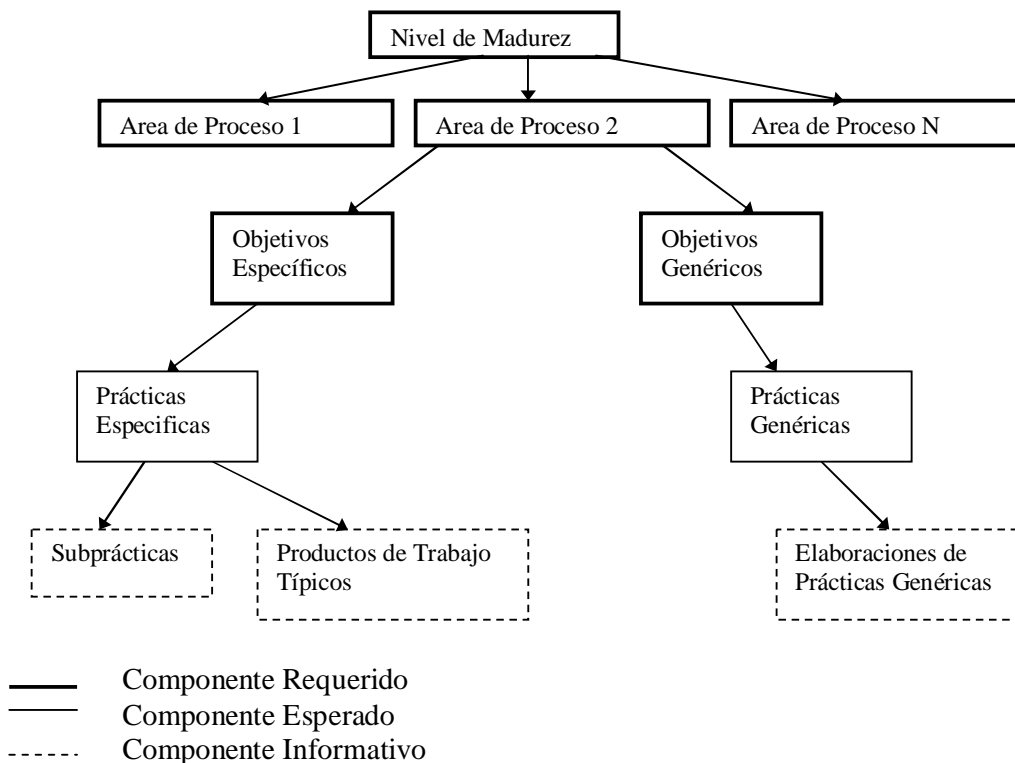 Nivel de Madurez
Area de Proceso 1
Area de Proceso 2
Area de Proceso N
Objetivos
Específicos
Objetivos
Genéricos
Prácticas
Especificas
Prácticas
Genéricas
Subprácticas
Productos de Trabajo
Típicos
Elaboraciones de
Prácticas Genéricas
Componente Requerido
Componente Esperado
Componente Informativo